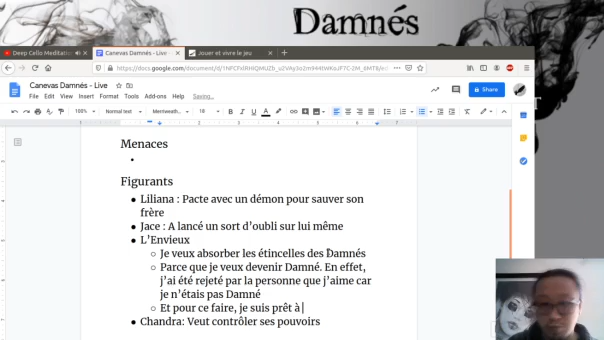 Damnés
Deep Cello Meditatio
Canevas Damnés - Live
Jouer et vivre le jeu
Canevas Damnés - Live
File Edit View Insert Format Tools Add-ons Help Saving...
Share
100%
Normal text
Merriweath...
18
Menaces
Figurants
● Liliana : Pacte avec un démon pour sauver son
frère
● Jace : A lancé un sort d'oubli sur lui même
● L'Envieux
○ Je veux absorber les étincelles des Damnés
○ Parce que je veux devenir Damné. En effet,
j'ai été rejeté par la personne que j'aime car
je n'étais pas Damné
○ Et pour ce faire, je suis prêt à
● Chandra: Veut contrôler ses pouvoirs